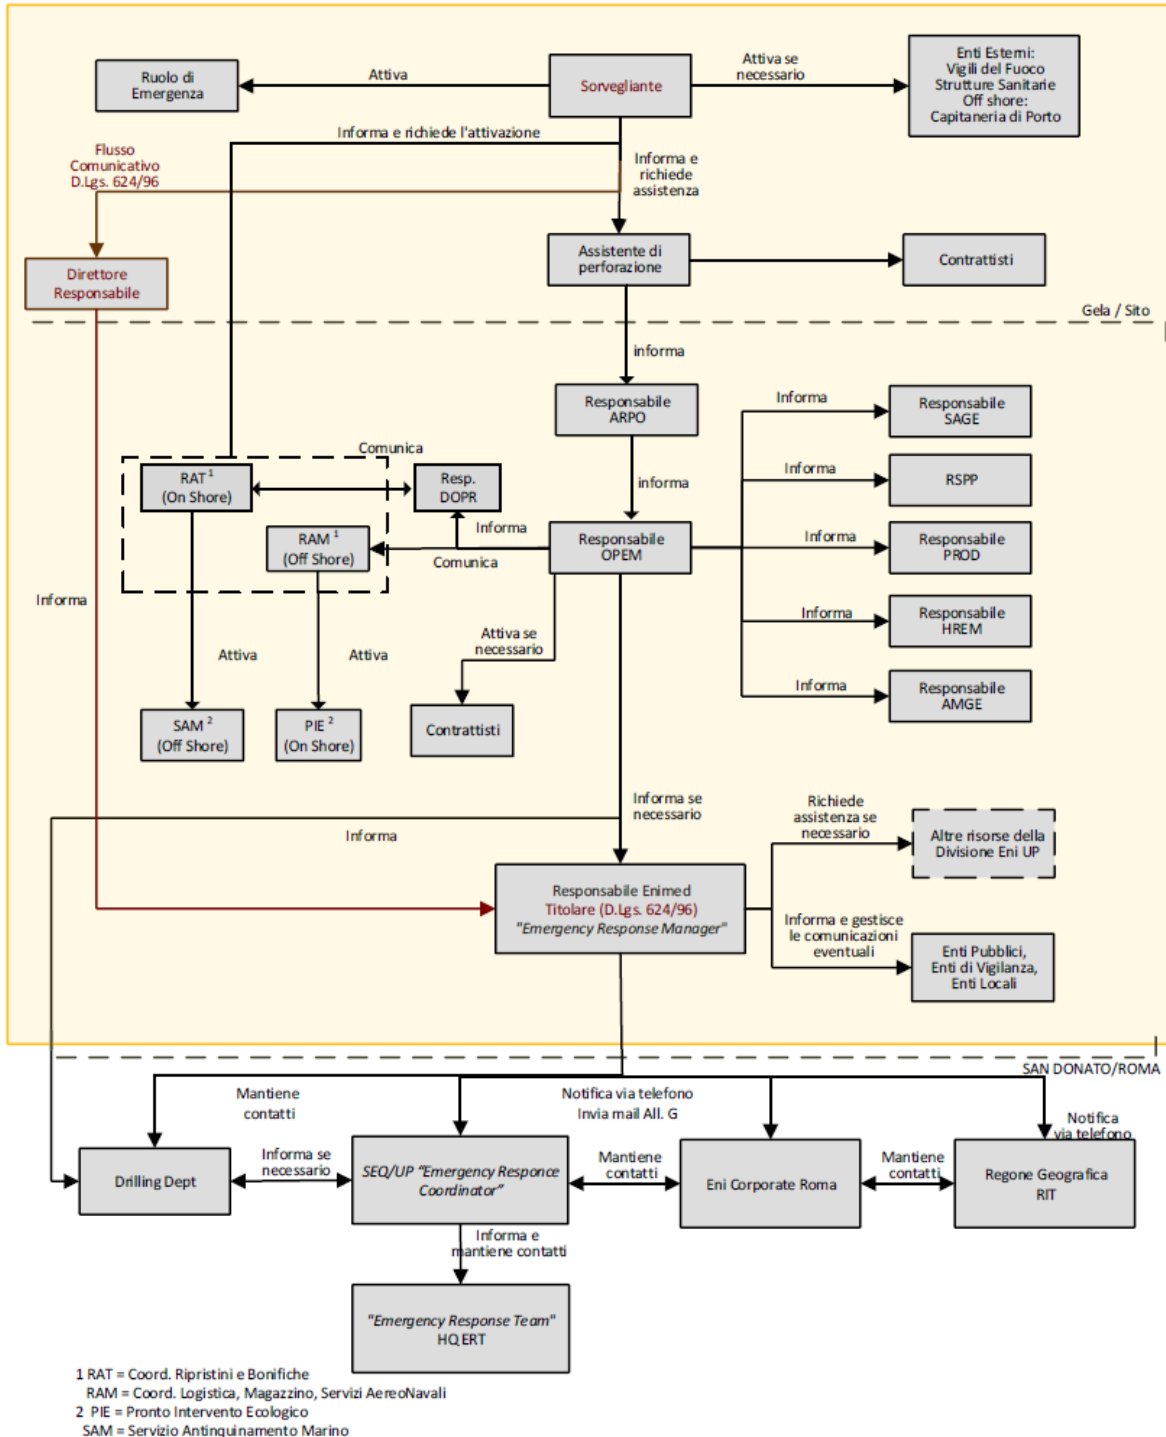 Ruolo di
Emergenza
Attiva
Sorvegliante
Attiva se
necessario
Enti Esterni:
Vigili del Fuoco
Strutture Sanitarie
Off shore:
Capitaneria di Porto
Informa e richiede l'attivazione
Flusso
Comunicativo
D.Lgs. 624/96
Informa e
richiede
assistenza
Direttore
Responsabile
Assistente di
perforazione
Contrattisti
Gela / Sito
informa
Responsabile
ARPO
Informa
Responsabile
SAGE
Comunica
RAT 1
(On Shore)
Resp.
DOPR
informa
Informa
RSPP
RAM 1
(Off Shore)
Informa
Comunica
Responsabile
OPEM
Informa
Responsabile
PROD
Informa
Informa
Responsabile
HREM
Attiva
Attiva
Attiva se
necessario
Informa
Responsabile
AMGE
SAM 2
(Off Shore)
PIE 2
(On Shore)
Contrattisti
Informa se
necessario
Informa
Richiede
assistenza se
necessario
Altre risorse della
Divisione Eni UP
Responsabile Enimed
Titolare (D.Lgs. 624/96)
"Emergency Response Manager"
Informa e gestisce
le comunicazioni
eventuali
Enti Pubblici,
Enti di Vigilanza,
Enti Locali
SAN DONATO/ROMA
Mantiene
contatti
Notifica via telefono
Invia mail All. G
Notifica
via telefono
Drilling Dept
Informa se
necessario
SEQ/UP “Emergency Responce
Coordinator”
Mantiene
contatti
Eni Corporate Roma
Mantiene
contatti
Regone Geografica
RIT
Informa e
mantiene contatti
"Emergency Response Team"
HQ ERT
1 RAT = Coord. Ripristini e Bonifiche
RAM = Coord. Logistica, Magazzino, Servizi AereoNavali
2 PIE = Pronto Intervento Ecologico
SAM = Servizio Antinquinamento Marino